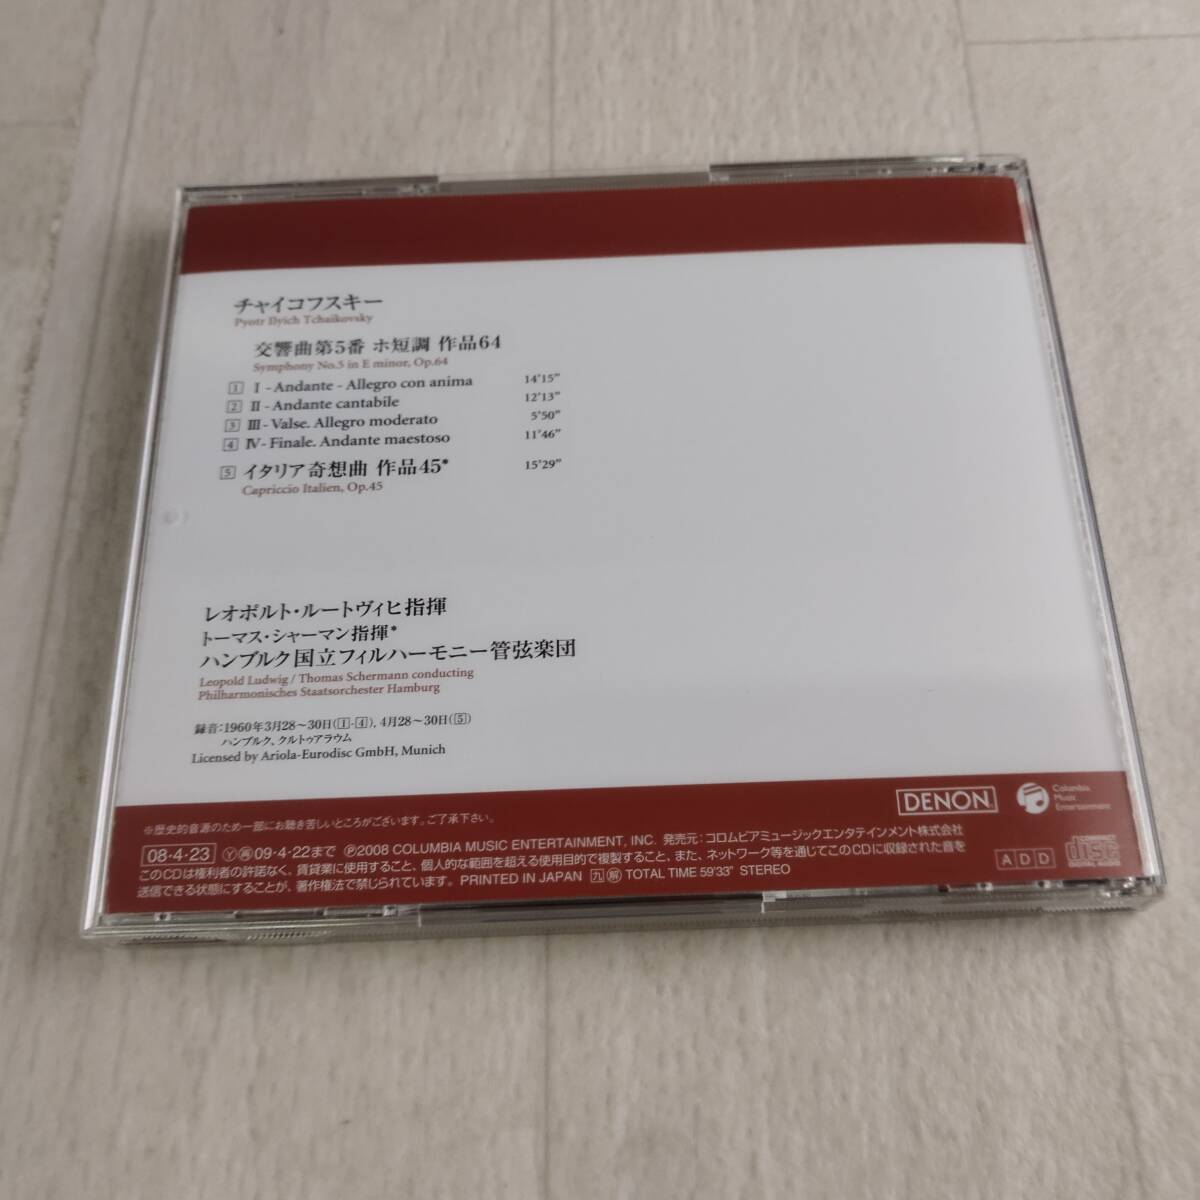 チャイコフスキー
Pyotr Ilyich Tchaikovsky
交響曲第5番 ホ短調 作品64
Symphony No.5 in E minor, Op.64
1 I - Andante - Allegro con anima 14'15"
2 II - Andante cantabile 12'13"
3 III - Valse. Allegro moderato 5'50"
4 IV - Finale. Andante maestoso 11'46"
5 イタリア奇想曲 作品45* 15'29"
Capriccio Italien, Op.45
レオポルト・ルートヴィヒ指揮
トーマス・シャーマン指揮*
ハンブルク国立フィルハーモニー管弦楽団
Leopold Ludwig / Thomas Schermann conducting
Philharmonisches Staatsorchester Hamburg
録音:1960年3月28〜30日(1-4), 4月28〜30日(5)
ハンブルク、クルトゥアラウム
Licensed by Ariola-Eurodisc GmbH, Munich
DENON
Columbia
Music
Entertainment
※歴史的音源のため一部にお聴き苦しいところがございます。ご了承下さい。
08・4・23 Ⓨ㊢09・4・22まで ℗2008 COLUMBIA MUSIC ENTERTAINMENT, INC. 発売元:コロムビアミュージックエンタテインメント株式会社
このCDは権利者の許諾なく、賃貸業に使用すること、個人的な範囲を超える使用目的で複製すること、また、ネットワーク等を通じてこのCDに収録された音を
送信できる状態にすることが、著作権法で禁じられています。 PRINTED IN JAPAN 九 解 TOTAL TIME 59'33" STEREO
ADD
COMPACT
disc
DIGITAL AUDIO